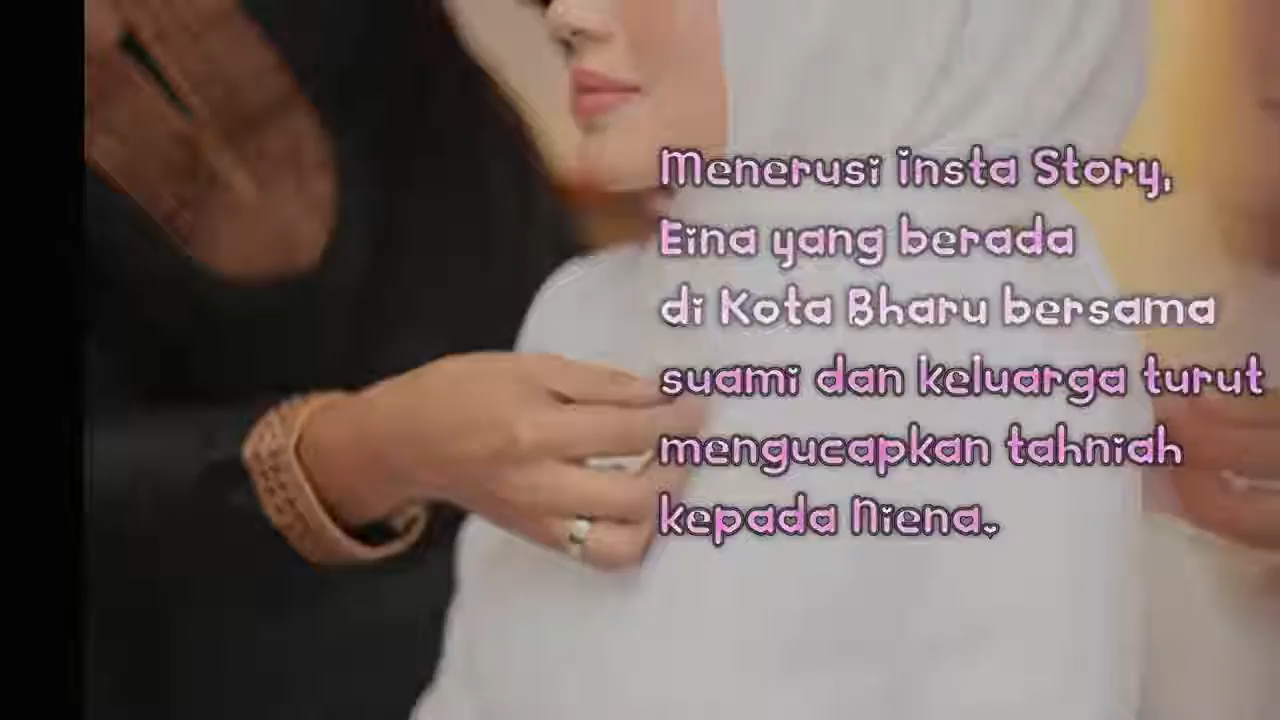 Menerusi Insta Story,
Eina yang berada
di Kota Bharu bersama
suami dan keluarga turut
mengucapkan tahniah
kepada Niena.